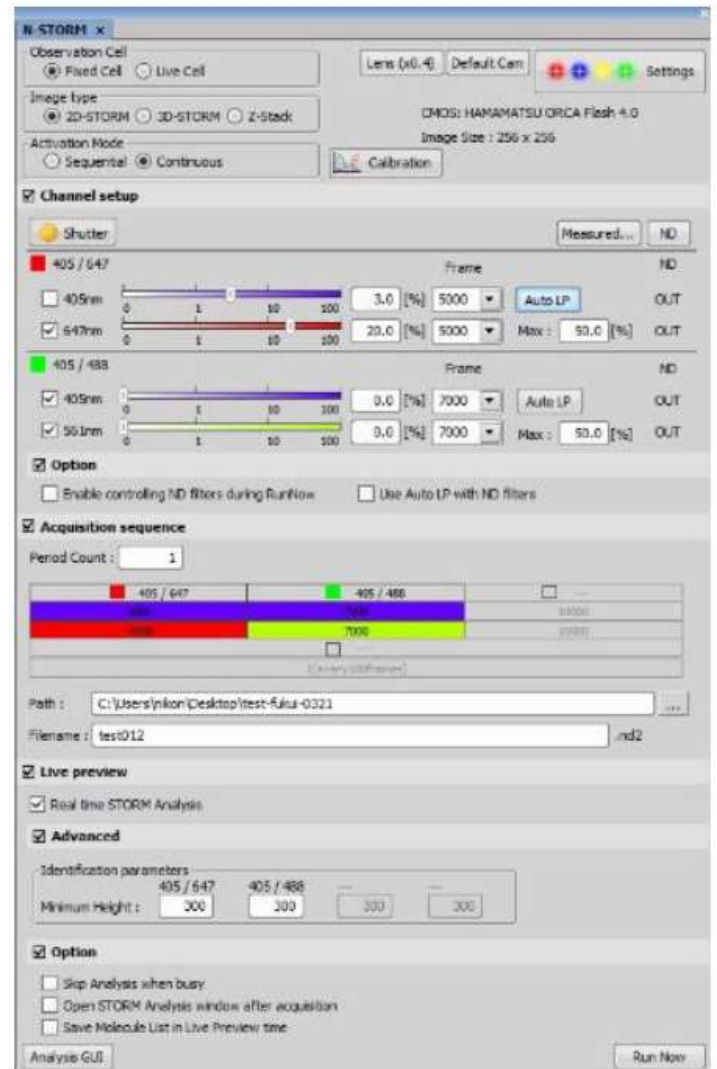 N-STORM ×
Observation Cell
Fixed Cell Live Cell
Lens (x0.4) Default Cam Settings
Image type
2D-STORM 3D-STORM Z-Stack
CMOS: HAMAMATSU ORCA Flash 4.0
Image Size : 256 x 256
Activation Mode
Sequential Continuous
Calibration
Channel setup
Shutter Measured... ND
405 / 647 Frame ND
405nm 0 1 10 100 3.0 [%] 5000 Auto LP OUT
647nm 0 1 10 100 20.0 [%] 5000 Max : 50.0 [%] OUT
405 / 488 Frame ND
405nm 0 1 10 100 0.0 [%] 7000 Auto LP OUT
561nm 0 1 10 100 0.0 [%] 7000 Max : 50.0 [%] OUT
Option
Enable controlling ND filters during RunNow Use Auto LP with ND filters
Acquisition sequence
Period Count : 1
405 / 647 405 / 488 ---
7000
---
Path : C:\Users\nikon\Desktop\test-fukui-0321 ...
Filename : test012 .nd2
Live preview
Real time STORM Analysis
Advanced
Identification parameters
405 / 647 405 / 488 --- ---
Minimum Height : 300 300 300 300
Option
Skip Analysis when busy
Open STORM Analysis window after acquisition
Save Molecule List in Live Preview time
Analysis GUI Run Now